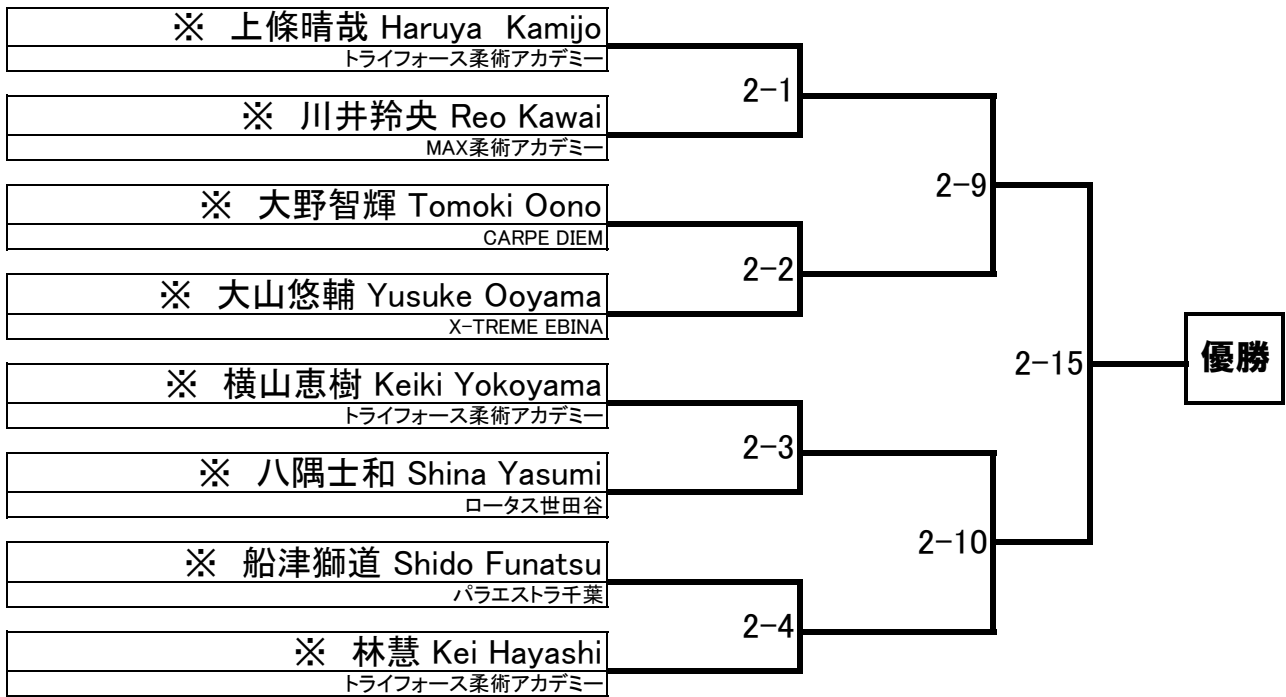 ※ 上條晴哉 Haruya Kamijo
トライフォース柔術アカデミー
2-1
※ 川井羚央 Reo Kawai
MAX柔術アカデミー
2-9
※ 大野智輝 Tomoki Oono
CARPE DIEM
2-2
※ 大山悠輔 Yusuke Ooyama
X-TREME EBINA
2-15
優勝
※ 横山恵樹 Keiki Yokoyama
トライフォース柔術アカデミー
2-3
※ 八隅士和 Shina Yasumi
ロータス世田谷
2-10
※ 船津獅道 Shido Funatsu
パラエストラ千葉
2-4
※ 林慧 Kei Hayashi
トライフォース柔術アカデミー